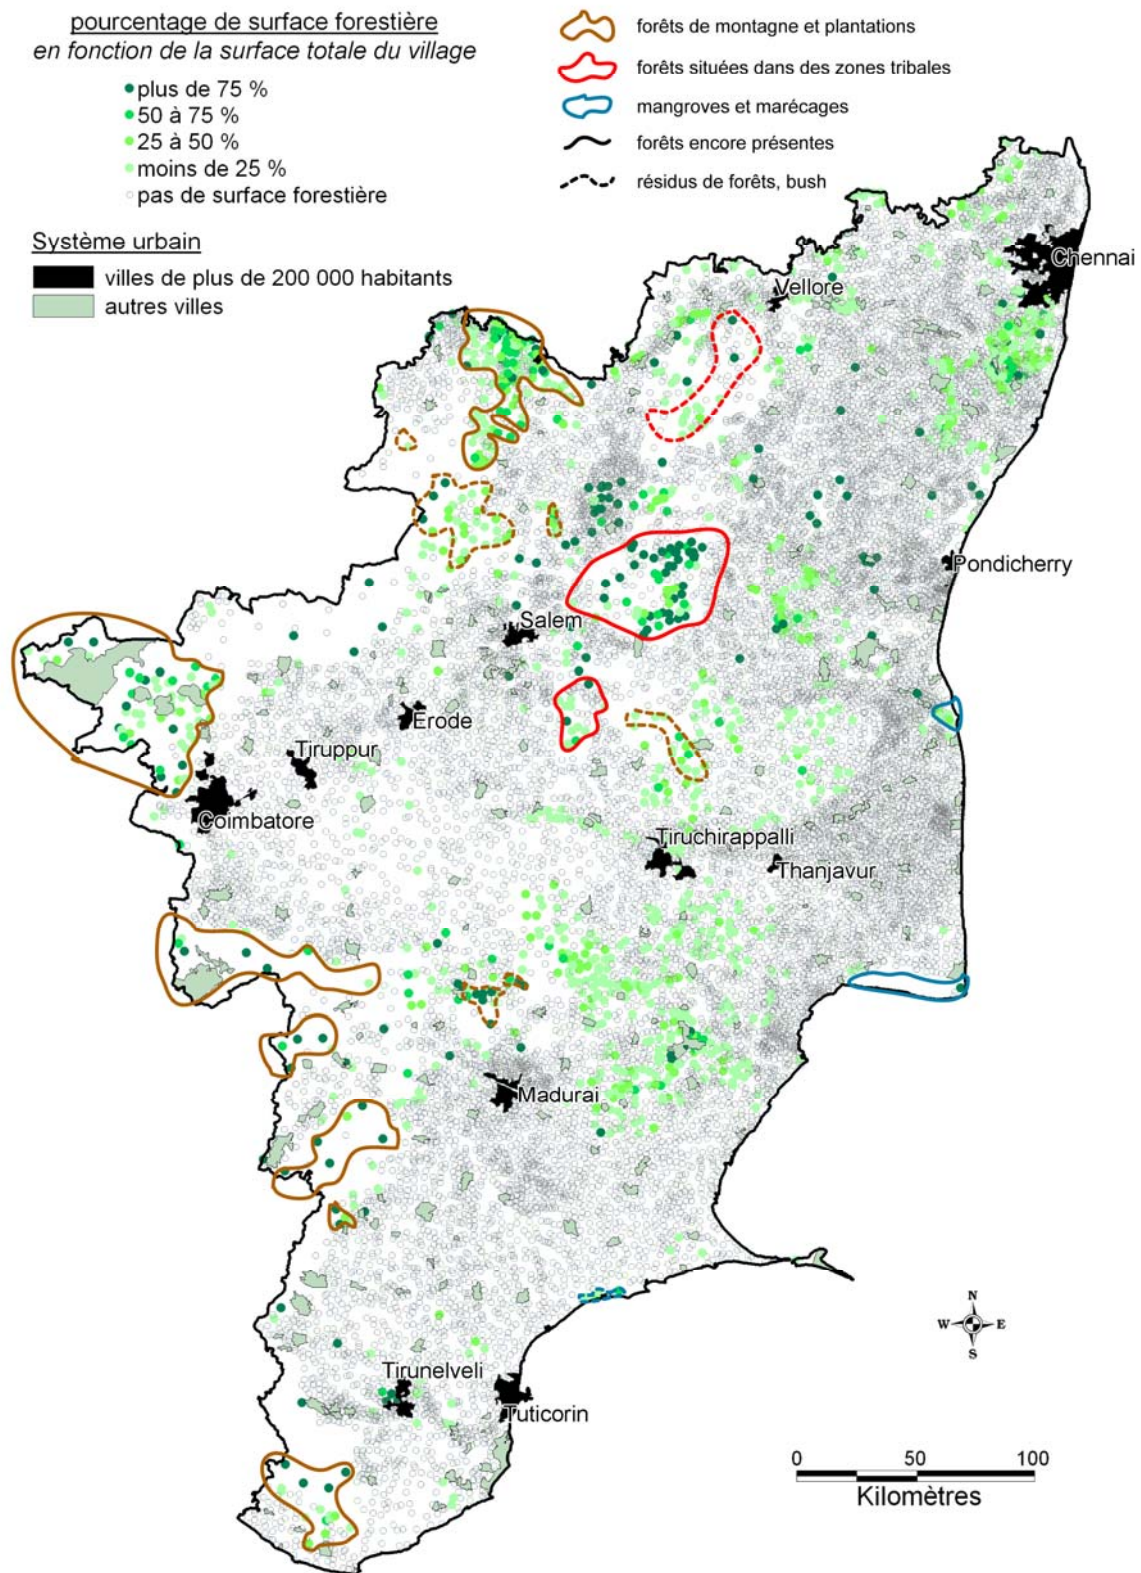 pourcentage de surface forestière
en fonction de la surface totale du village
plus de 75 %
50 à 75 %
25 à 50 %
moins de 25 %
pas de surface forestière
Système urbain
villes de plus de 200 000 habitants
autres villes
forêts de montagne et plantations
forêts situées dans des zones tribales
mangroves et marécages
forêts encore présentes
résidus de forêts, bush
Chennai
Vellore
Pondicherry
Salem
Erode
Tiruppur
Coimbatore
Tiruchirappalli
Thanjavur
Madurai
Tirunelveli
Tuticorin
N
W E
S
0 50 100
Kilomètres